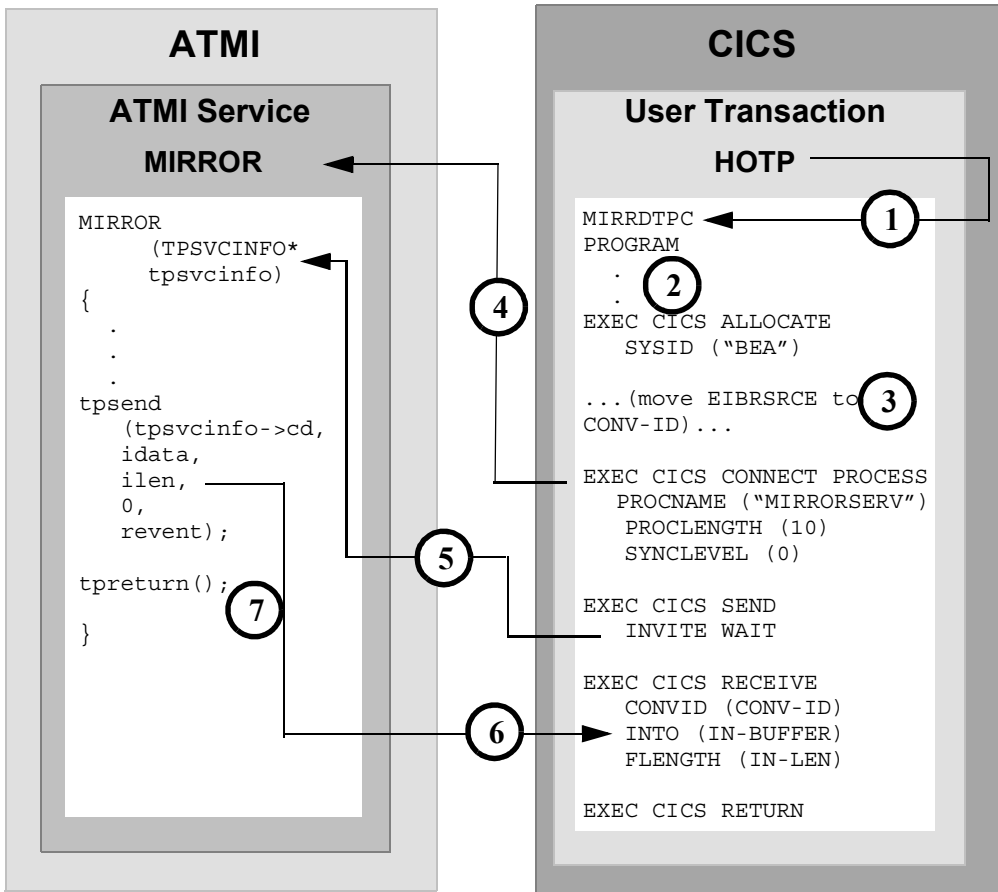 ATMI
ATMI Service
MIRROR
MIRROR
(TPSVCINFO*
tpsvcinfo)
{
.
.
.
tpsend
(tpsvcinfo->cd,
idata,
ilen,
0,
revent);
tpreturn();
7
}
4
5
6
CICS
User Transaction
HOTP
1
MIRRDTPC
PROGRAM
.
2
.
EXEC CICS ALLOCATE
SYSID (“BEA”)
...(move EIBRSRCE to
3
CONV-ID)...
EXEC CICS CONNECT PROCESS
PROCNAME (“MIRRORSERV”)
PROCLENGTH (10)
SYNCLEVEL (0)
EXEC CICS SEND
INVITE WAIT
EXEC CICS RECEIVE
CONVID (CONV-ID)
INTO (IN-BUFFER)
FLENGTH (IN-LEN)
EXEC CICS RETURN